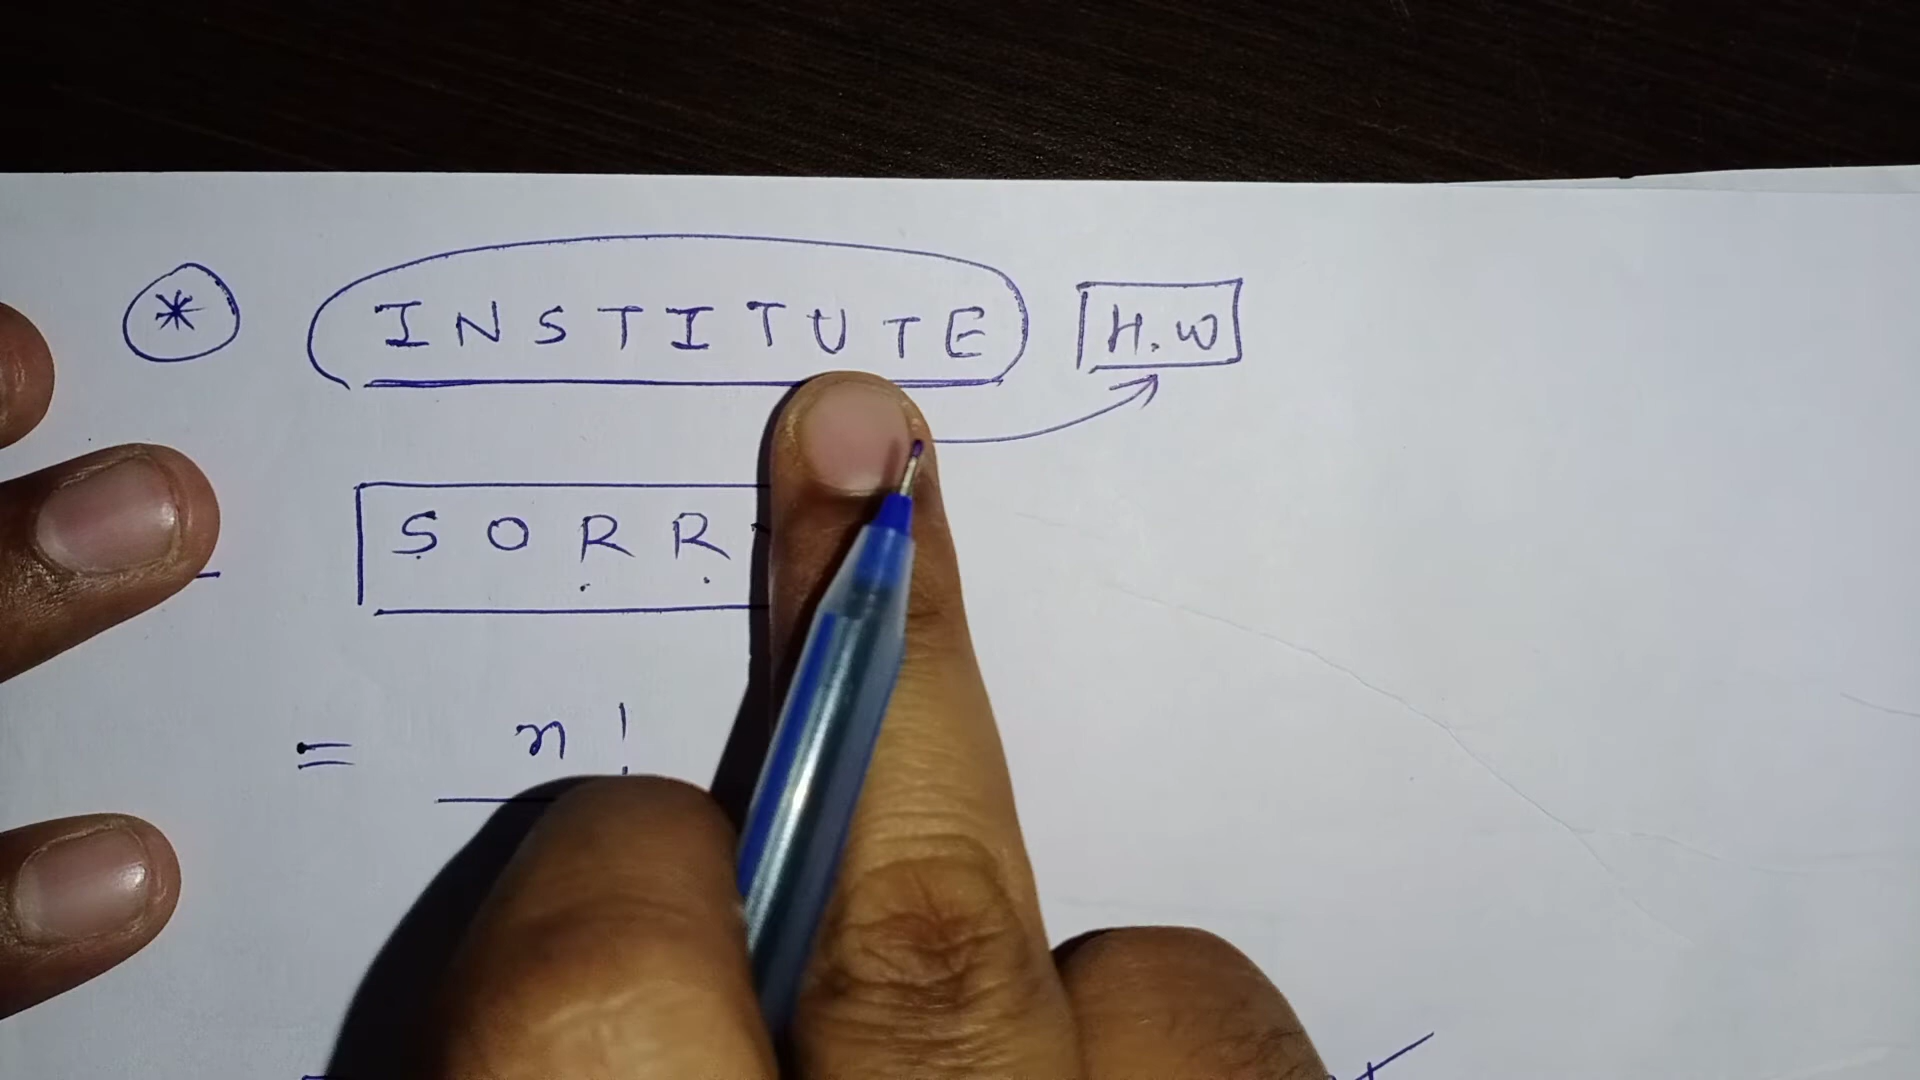 * INSTITUTE H.W
SORR
= n!